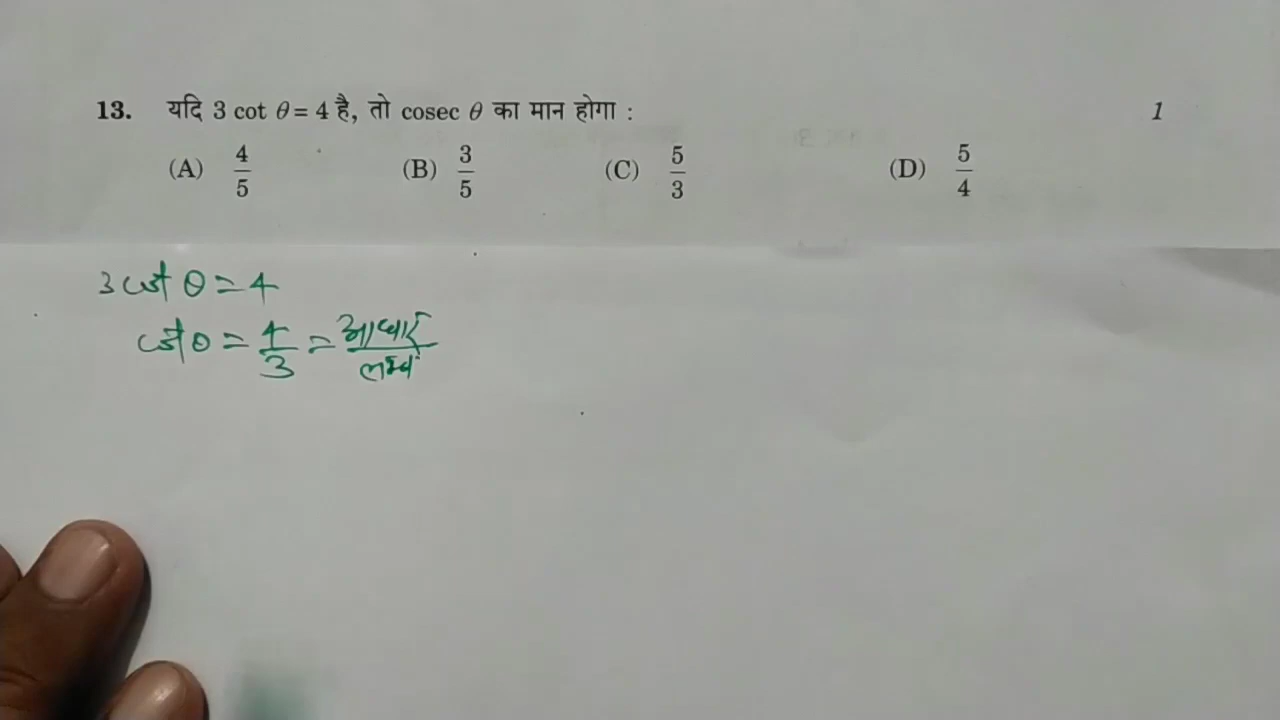 13. यदि 3 cot θ = 4 है, तो cosec θ का मान होगा : 1
(A) 4/5 (B) 3/5 (C) 5/3 (D) 5/4
3 cot θ = 4
cot θ = 4/3 = आधार/लम्ब